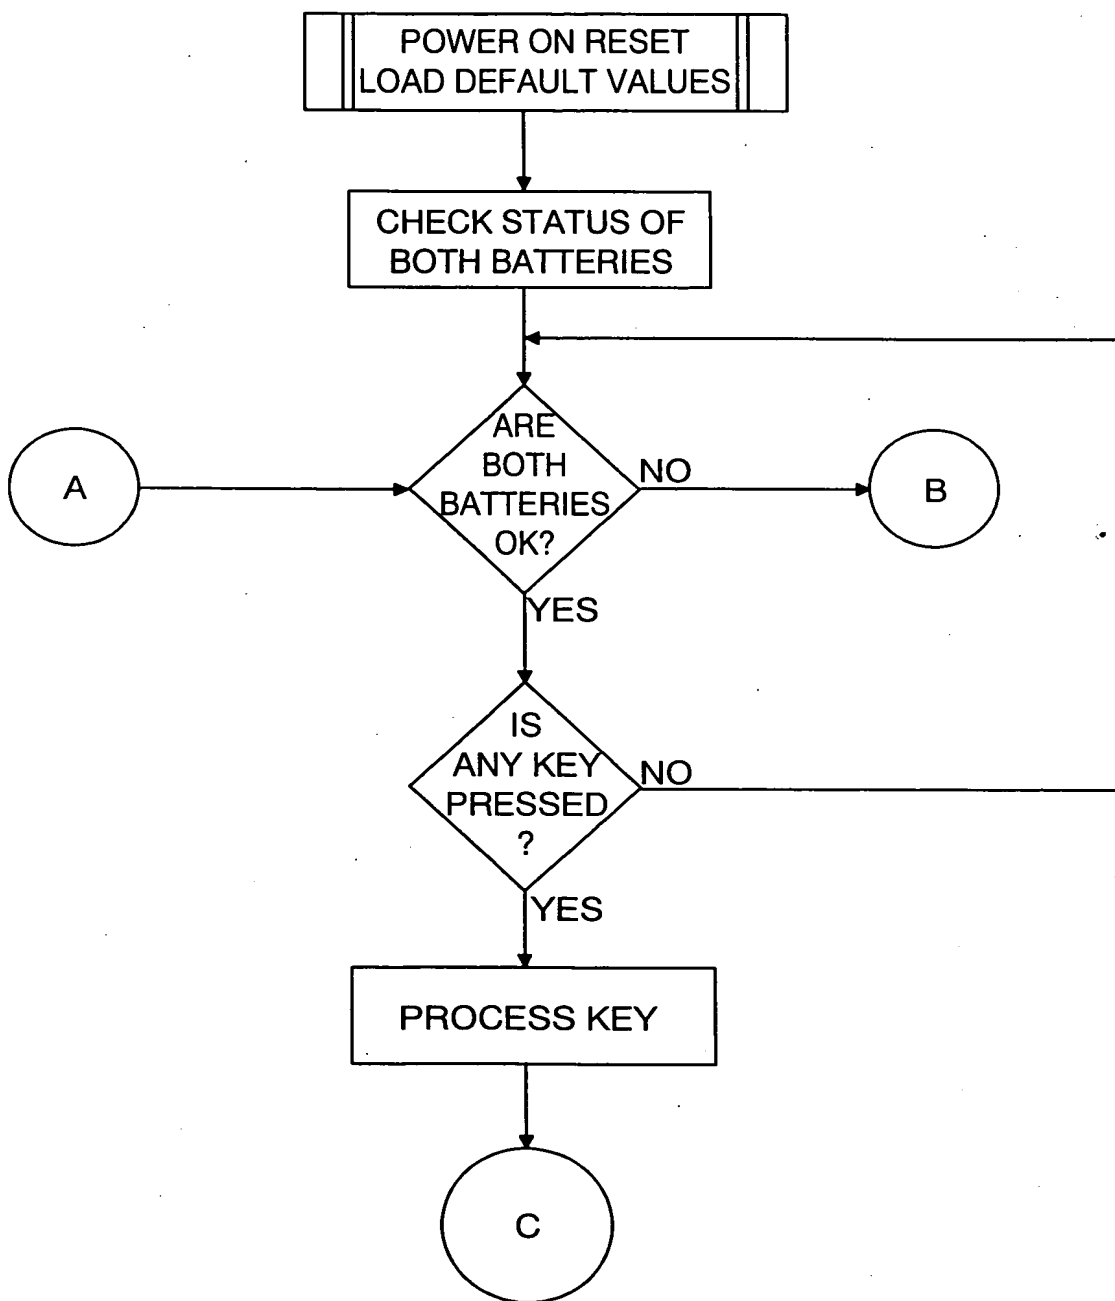 POWER ON RESET
LOAD DEFAULT VALUES
CHECK STATUS OF
BOTH BATTERIES
ARE
BOTH
BATTERIES
OK?
NO
A
B
YES
IS
ANY KEY
PRESSED
?
NO
YES
PROCESS KEY
C